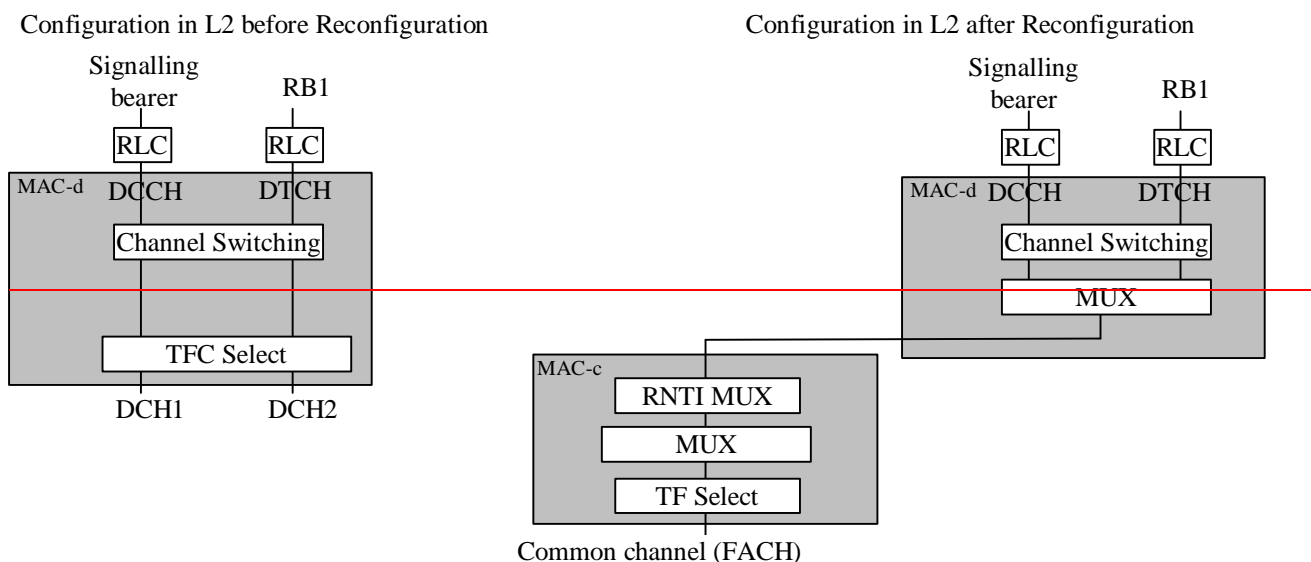 Configuration in L2 before Reconfiguration
Signalling
bearer
RB1
RLC
RLC
MAC-d
DCCH
DTCH
Channel Switching
TFC Select
DCH1
DCH2
Configuration in L2 after Reconfiguration
Signalling
bearer
RB1
RLC
RLC
MAC-d
DCCH
DTCH
Channel Switching
MUX
MAC-c
RNTI MUX
MUX
TF Select
Common channel (FACH)